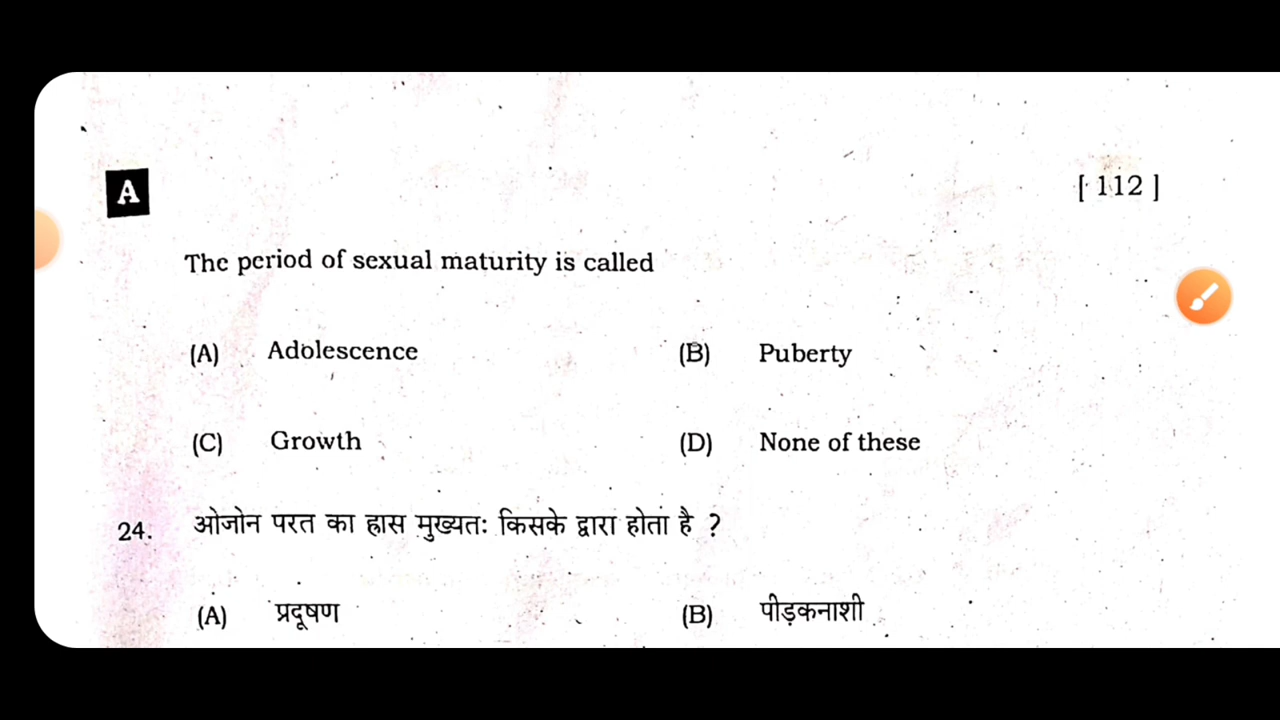 A
[ 112 ]
The period of sexual maturity is called
(A) Adolescence (B) Puberty
(C) Growth (D) None of these
24. ओजोन परत का ह्रास मुख्यतः किसके द्वारा होता है ?
(A) प्रदूषण (B) पीड़कनाशी